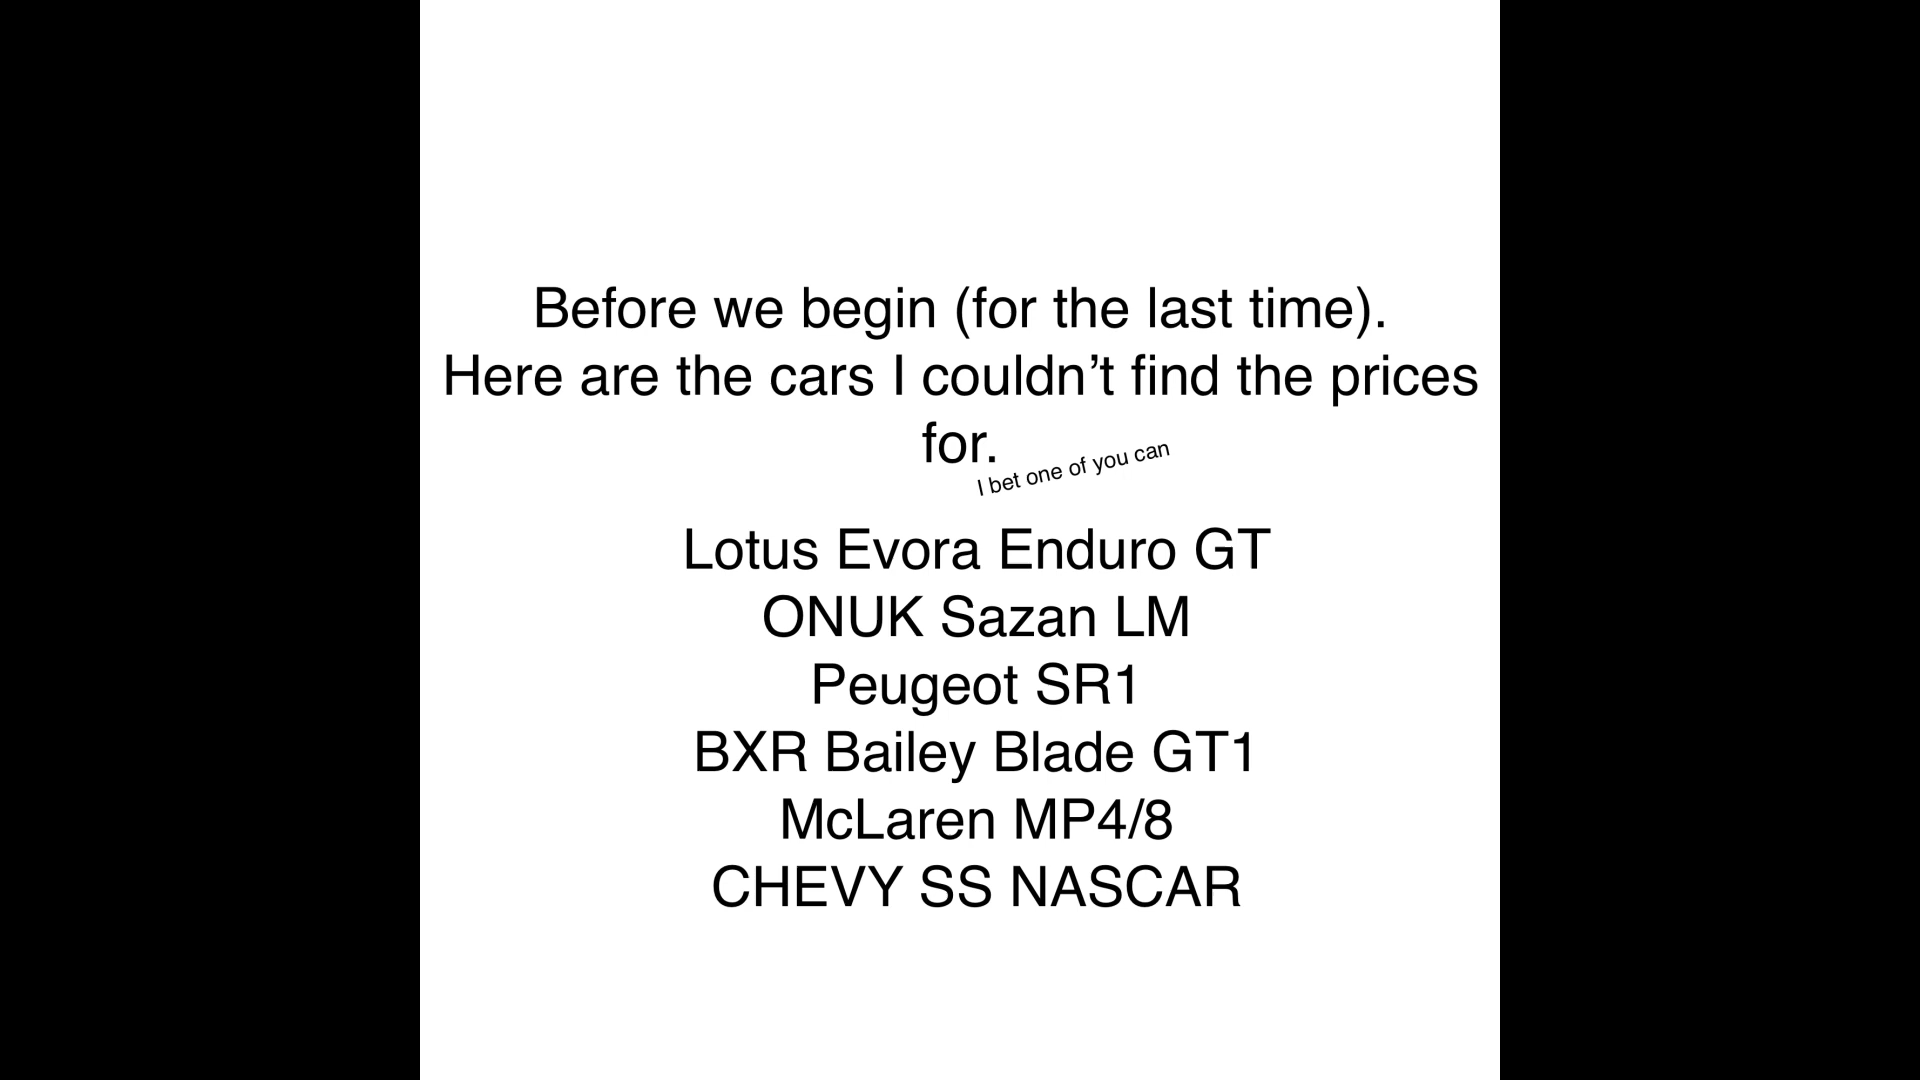 Before we begin (for the last time).
Here are the cars I couldn’t find the prices
for.
I bet one of you can
Lotus Evora Enduro GT
ONUK Sazan LM
Peugeot SR1
BXR Bailey Blade GT1
McLaren MP4/8
CHEVY SS NASCAR